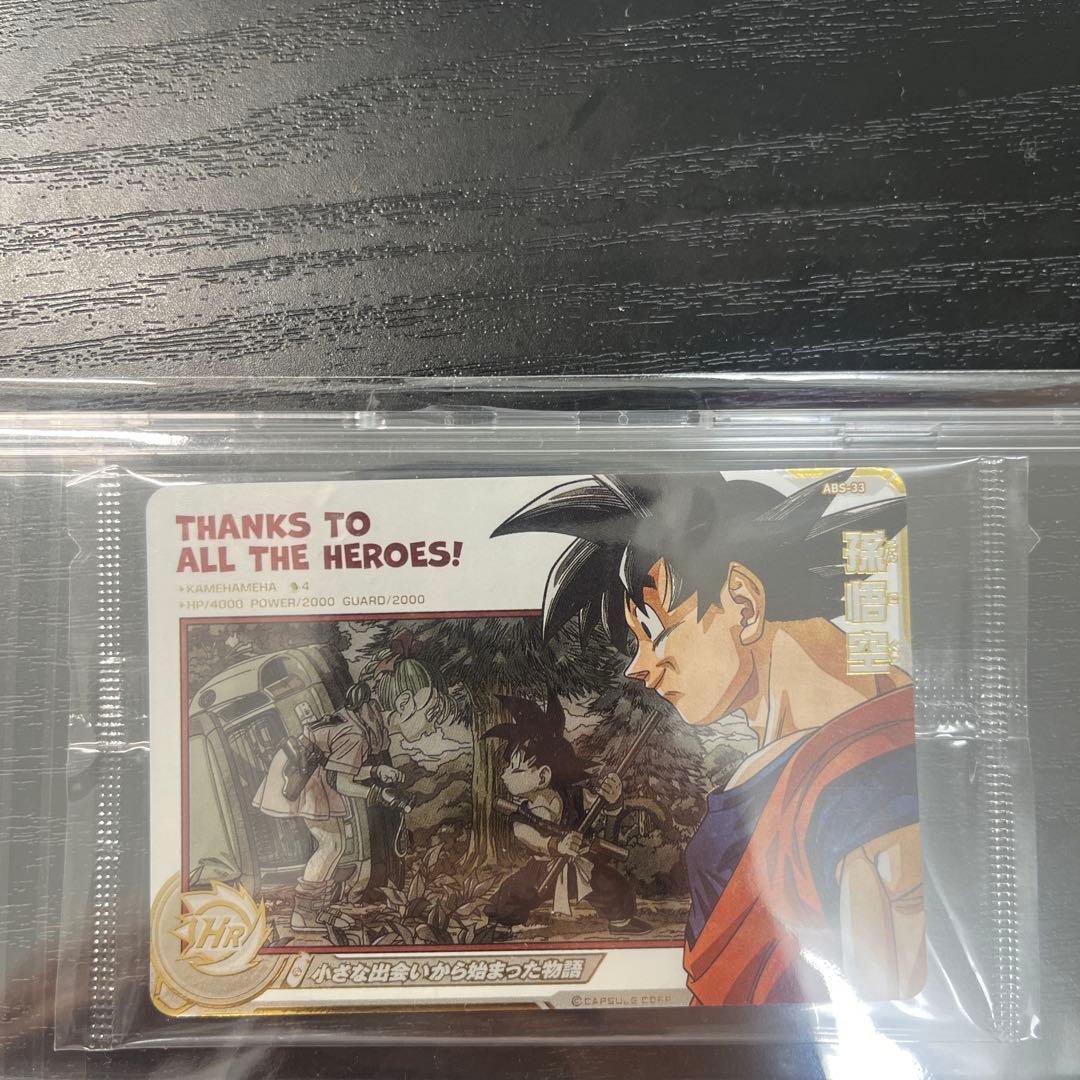 THANKS TO
ALL THE HEROES!
KAMEHAMEHA 4
HP/4000 POWER/2000 GUARD/2000
ABS-33
孫悟空
HR
小さな出会いから始まった物語
©CAPSULE CORP